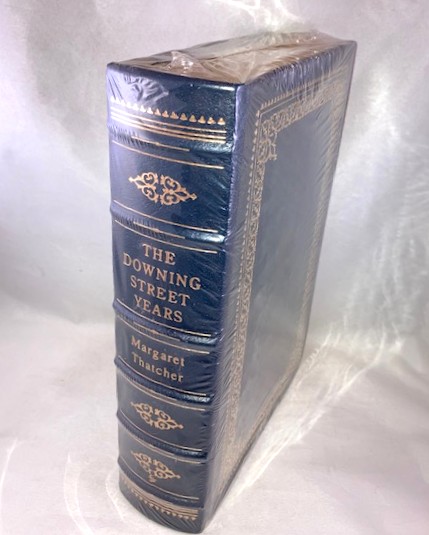 THE
DOWNING
STREET
YEARS
Margaret
Thatcher